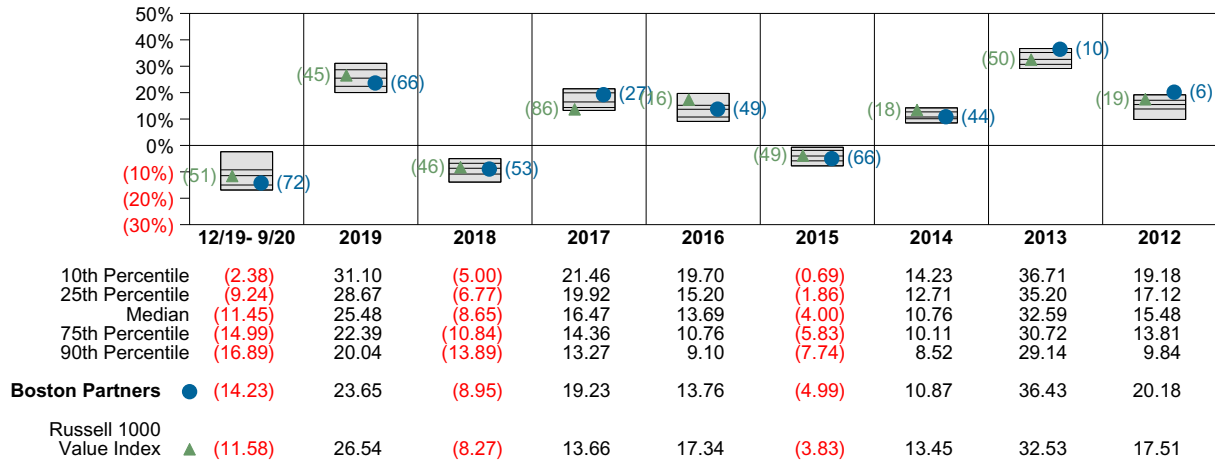 50%
40%
30%
20%
10%
0%
(10%)
(20%)
(30%)
(51) (72) (45) (66) (46) (53) (86) (27) (16) (49) (49) (66) (18) (44) (50) (10) (19) (6)
12/19- 9/20 2019 2018 2017 2016 2015 2014 2013 2012
10th Percentile (2.38) 31.10 (5.00) 21.46 19.70 (0.69) 14.23 36.71 19.18
25th Percentile (9.24) 28.67 (6.77) 19.92 15.20 (1.86) 12.71 35.20 17.12
Median (11.45) 25.48 (8.65) 16.47 13.69 (4.00) 10.76 32.59 15.48
75th Percentile (14.99) 22.39 (10.84) 14.36 10.76 (5.83) 10.11 30.72 13.81
90th Percentile (16.89) 20.04 (13.89) 13.27 9.10 (7.74) 8.52 29.14 9.84
Boston Partners (14.23) 23.65 (8.95) 19.23 13.76 (4.99) 10.87 36.43 20.18
Russell 1000
Value Index (11.58) 26.54 (8.27) 13.66 17.34 (3.83) 13.45 32.53 17.51